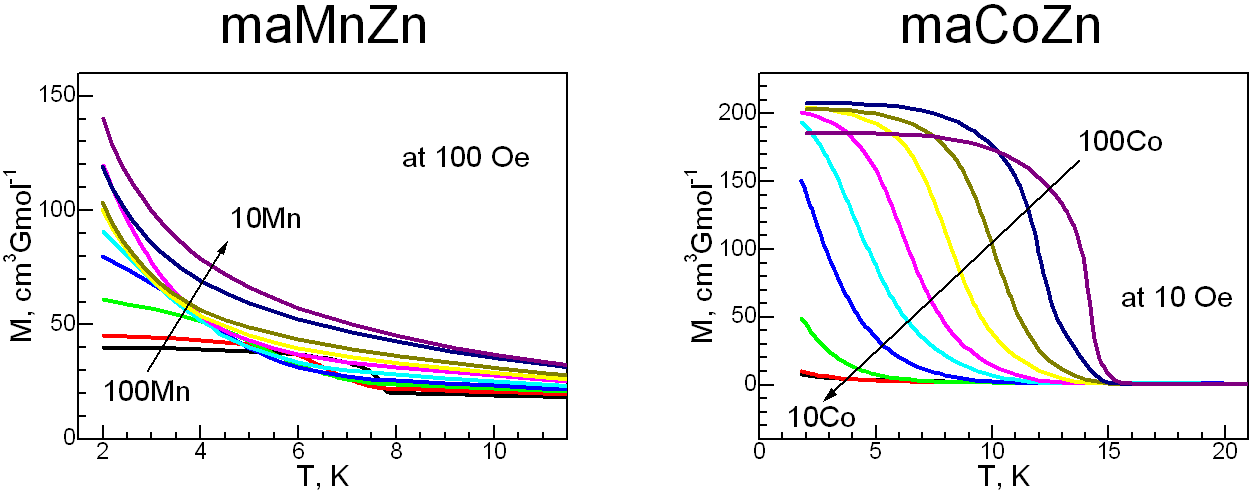 maMnZn
maCoZn
150
100
50
0
M, cm³Gmol⁻¹
at 100 Oe
10Mn
100Mn
2
4
6
8
10
T, K
200
150
100
50
0
M, cm³Gmol⁻¹
100Co
at 10 Oe
10Co
0
5
10
15
20
T, K